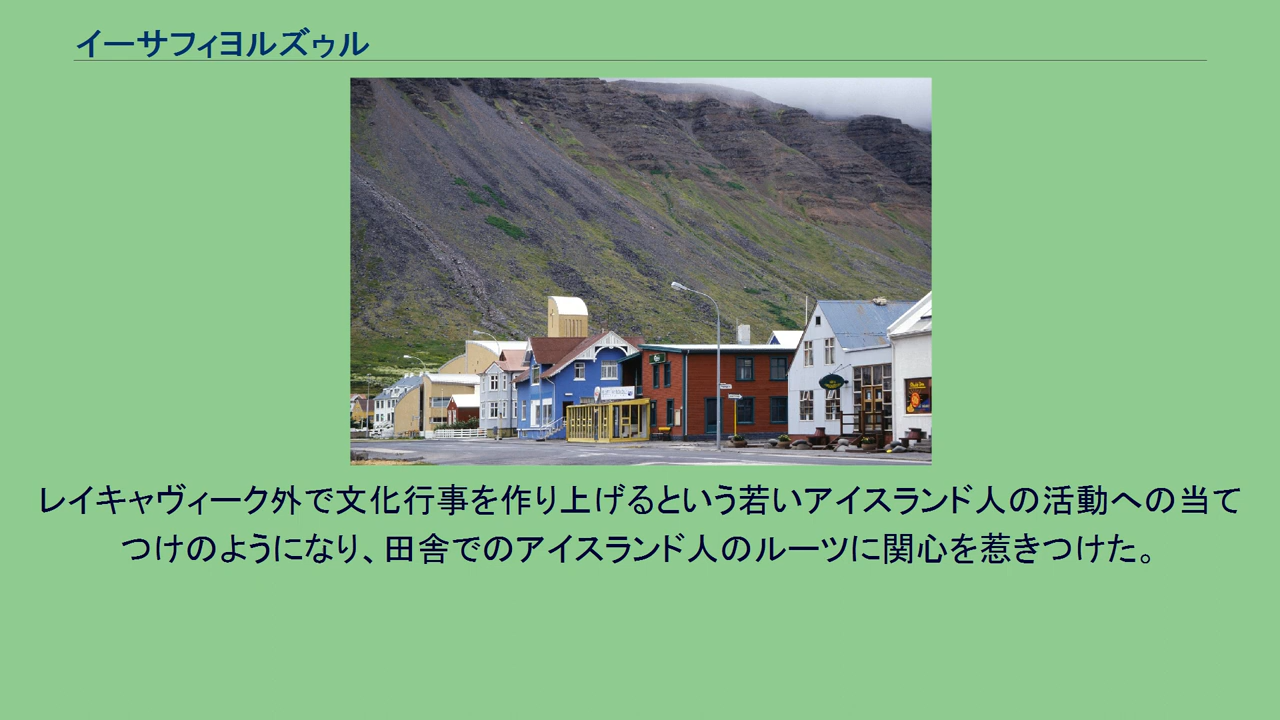 イーサフィヨルズゥル
レイキャヴィーク外で文化行事を作り上げるという若いアイスランド人の活動への当て
つけのようになり、田舎でのアイスランド人のルーツに関心を惹きつけた。